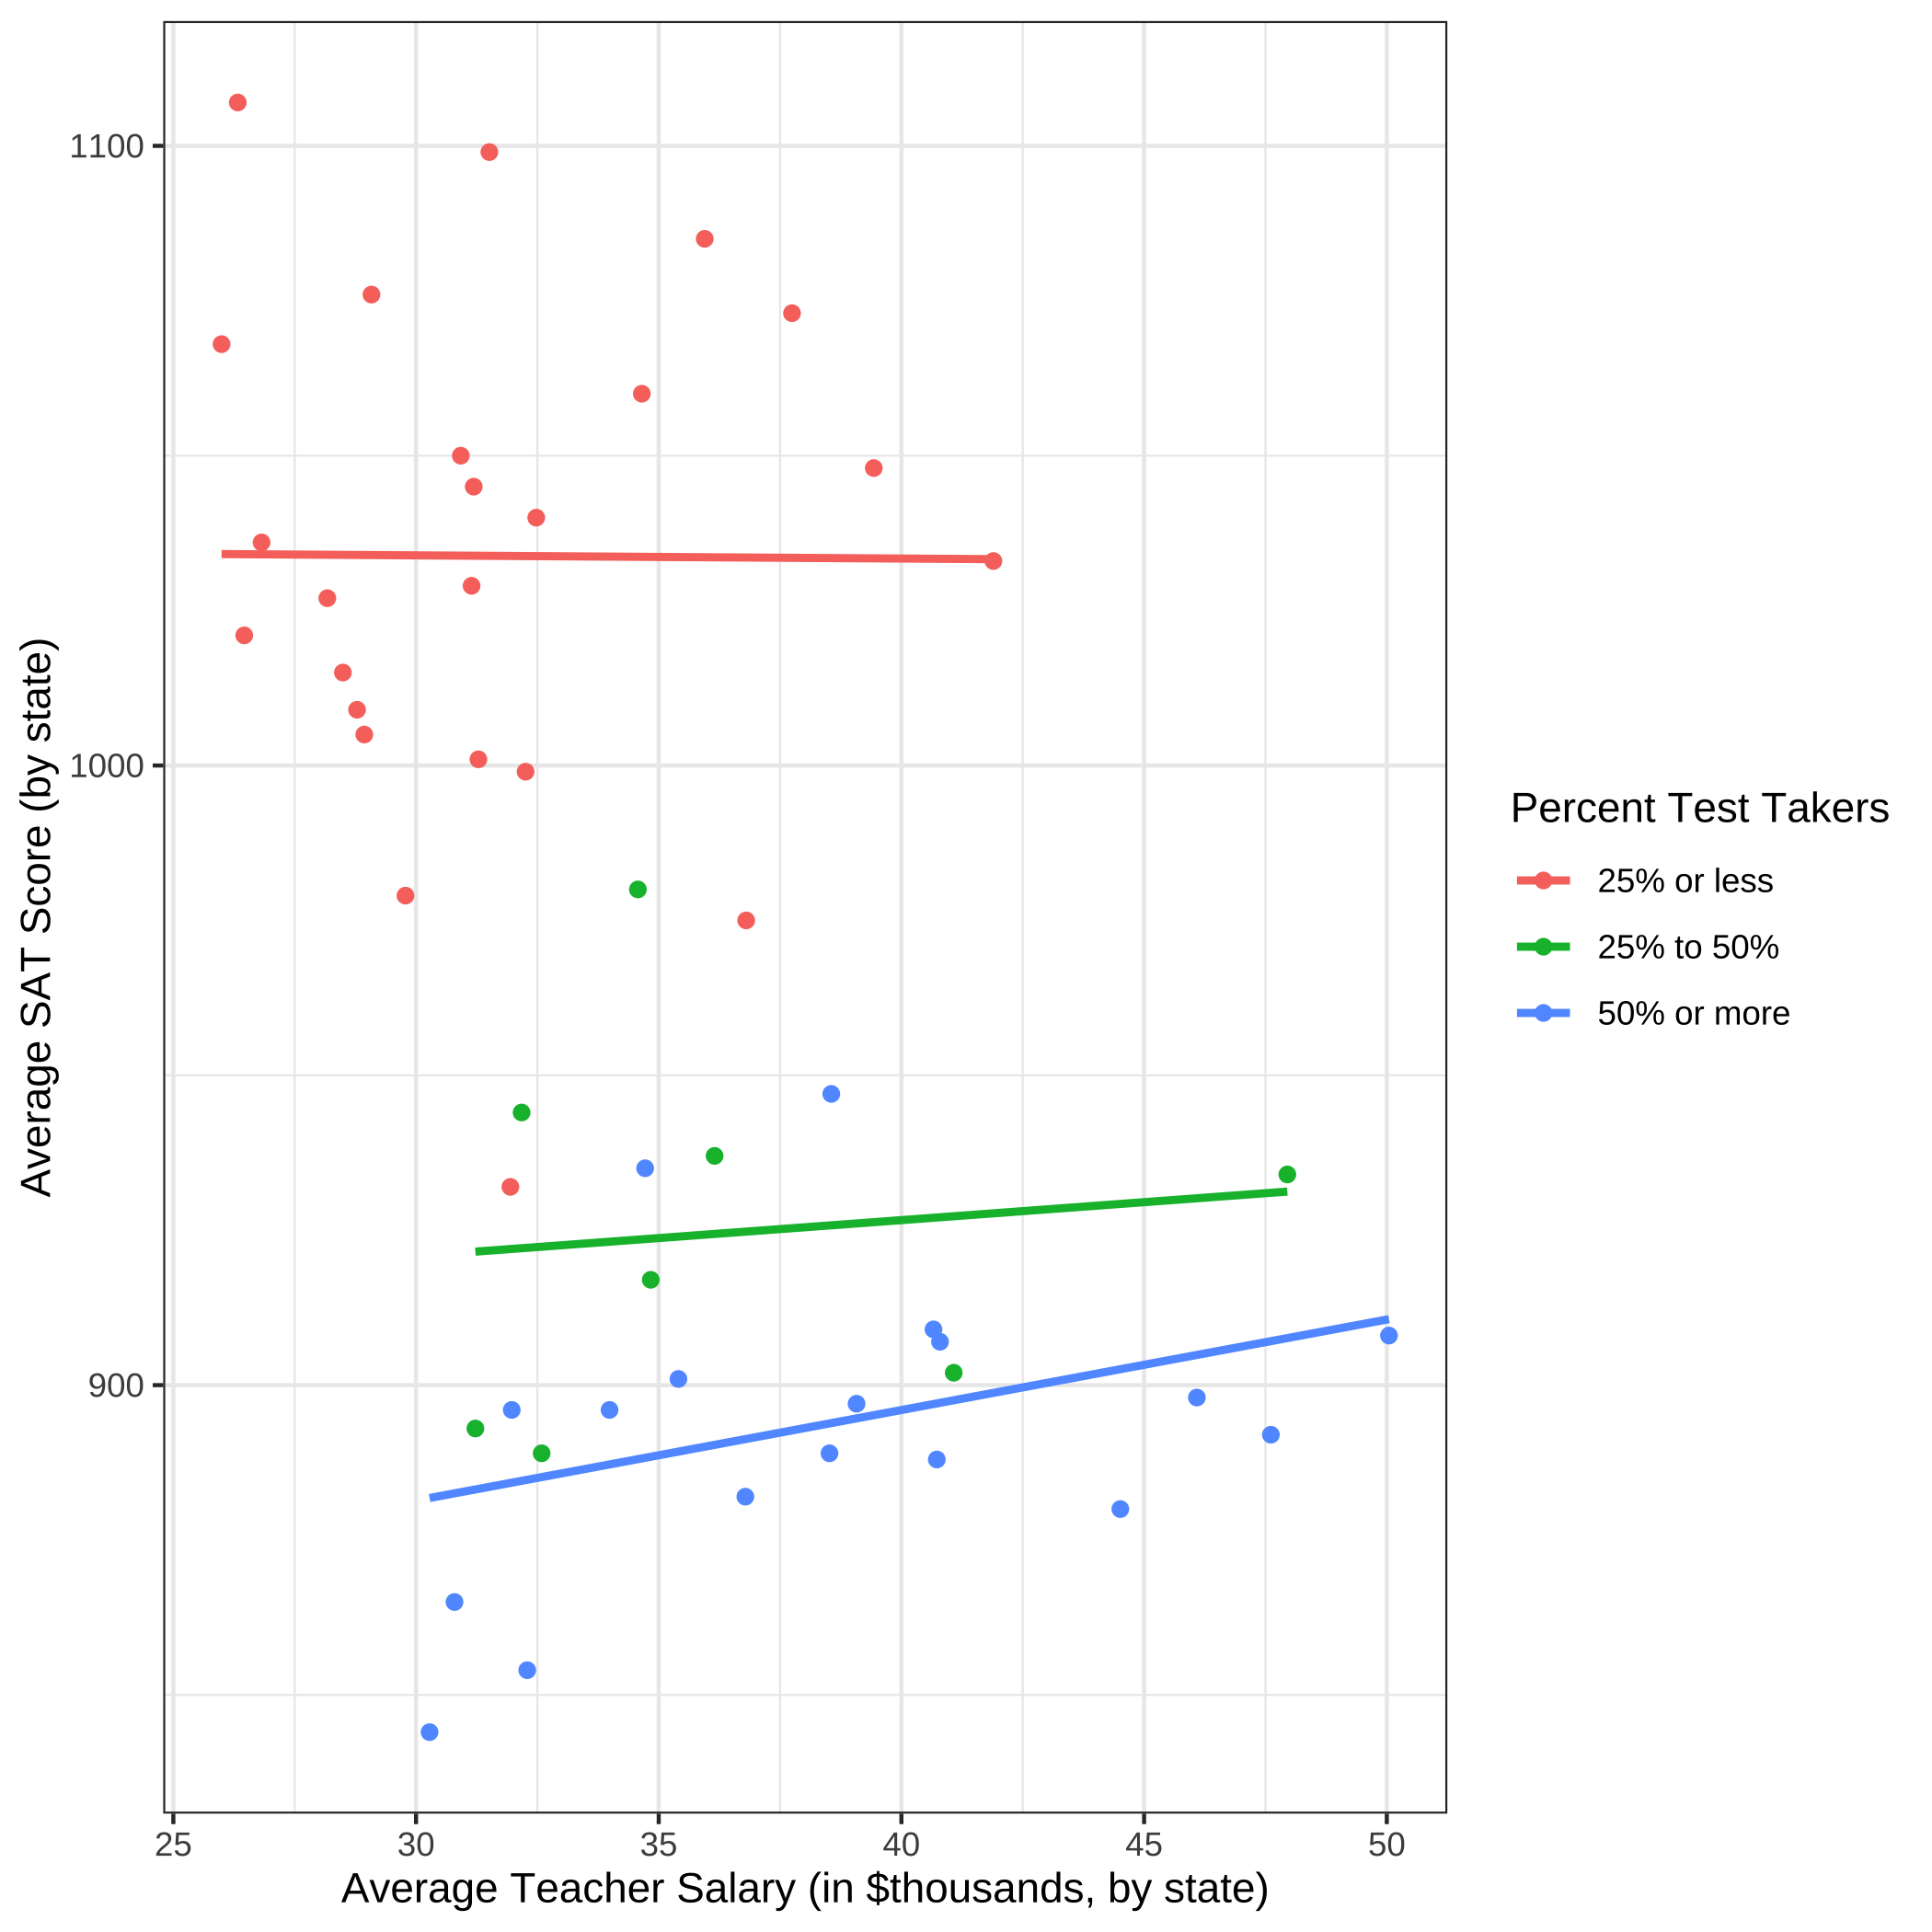 Average SAT Score (by state)
1100
1000
900
25 30 35 40 45 50
Average Teacher Salary (in $thousands, by state)
Percent Test Takers
25% or less
25% to 50%
50% or more